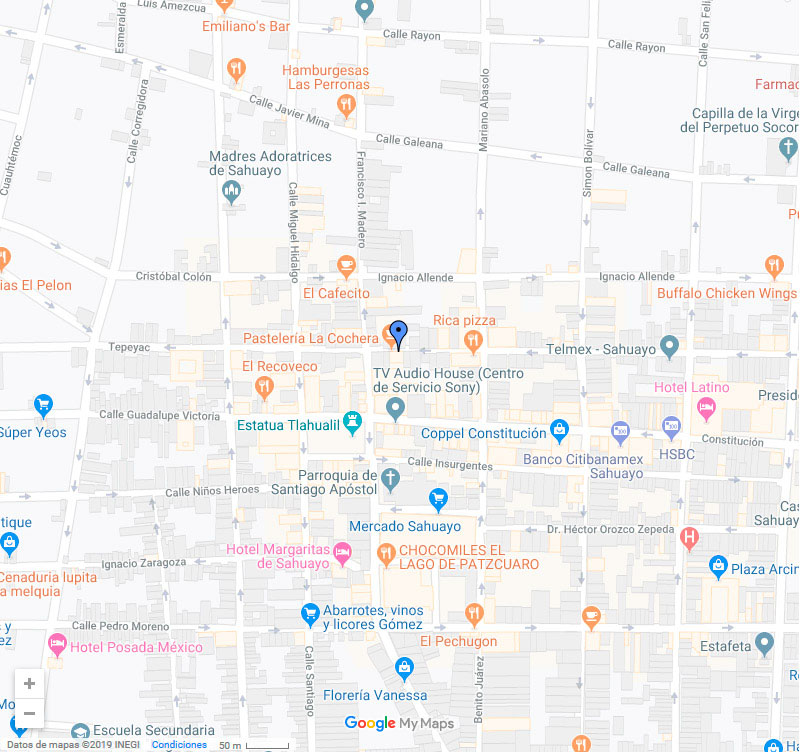 Luis Amezcua
Esmeralda
Emiliano's Bar
Calle Rayon
Calle Rayon
Calle San Feli
Hamburgesas
Las Perronas
Calle Javier Mina
Calle Corregidora
Cuauhtémoc
Mariano Abasolo
Farmac
Capilla de la Virge
del Perpetuo Socor
Calle Galeana
Calle Galeana
Simon Bolivar
Madres Adoratrices
de Sahuayo
Calle Miguel Hidalgo
Francisco I. Madero
Cristóbal Colón
Ignacio Allende
Ignacio Allende
ias El Pelon
El Cafecito
Buffalo Chicken Wings
Rica pizza
Pastelería La Cochera
Tepeyac
Telmex - Sahuayo
El Recoveco
TV Audio House (Centro
de Servicio Sony)
Hotel Latino
Presid
Calle Guadalupe Victoria
Súper Yeos
Estatua Tlahualil
Coppel Constitución
Constitución
Banco Citibanamex
Sahuayo
HSBC
Calle Insurgentes
Parroquia de
Santiago Apóstol
Calle Niños Heroes
Cas
Sahuay
tique
Mercado Sahuayo
Dr. Héctor Orozco Zepeda
Hotel Margaritas
de Sahuayo
CHOCOMILES EL
LAGO DE PATZCUARO
Ignacio Zaragoza
Plaza Arcin
Cenaduria lupita
a melquia
Abarrotes, vinos
y licores Gómez
Calle Pedro Moreno
s y
ez
El Pechugon
Estafeta
Hotel Posada México
Calle Santiago
Benito Juárez
Florería Vanessa
Re
Mo
Google My Maps
Escuela Secundaria
Datos de mapas ©2019 INEGI
Condiciones
50 m
Ho